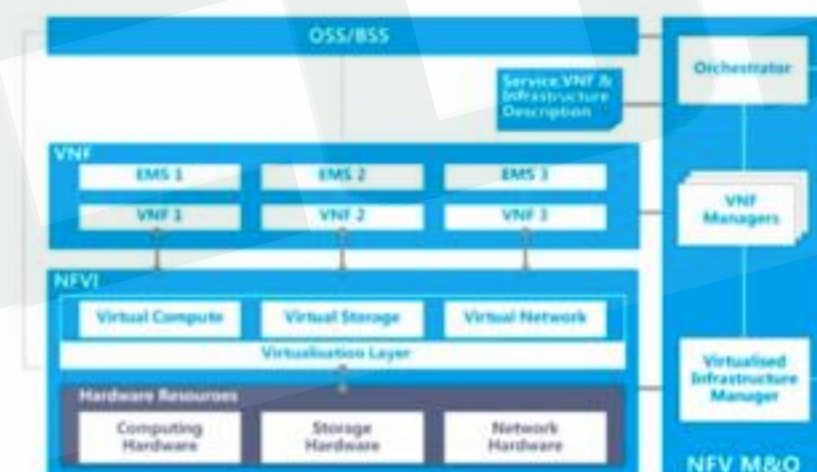 OSS/BSS
Orchestrator
Service, VNF &
Infrastructure
Description
VNF
EMS 1
EMS 2
EMS 3
VNF 1
VNF 2
VNF 3
VNF
Managers
NFVI
Virtual Compute
Virtual Storage
Virtual Network
Virtualisation Layer
Virtualised
Infrastructure
Manager
Hardware Resources
Computing
Hardware
Storage
Hardware
Network
Hardware
NFV M&O